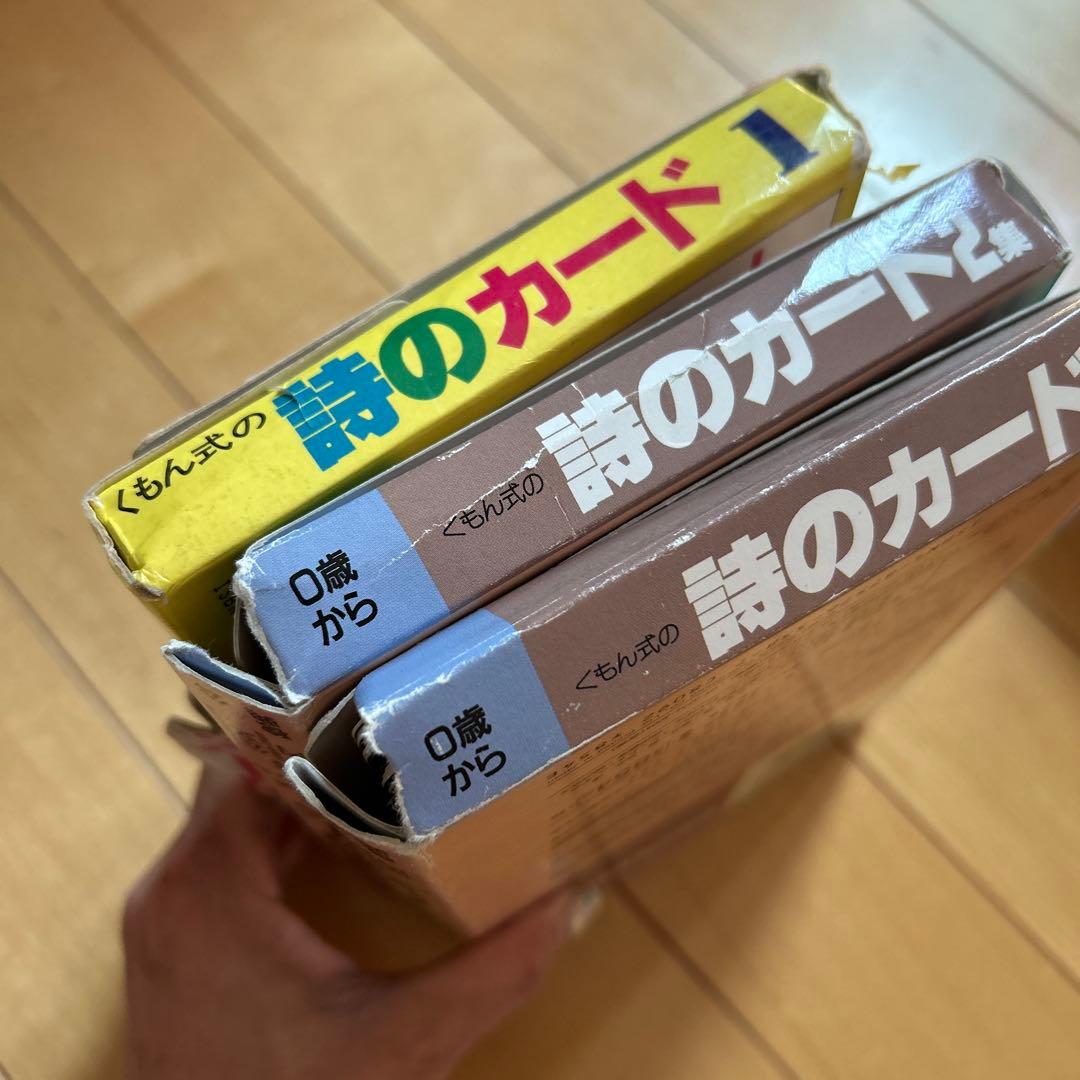 くもん式の 詩のカード 1
0歳
から
くもん式の 詩のカード2集
0歳
から
くもん式の 詩のカード